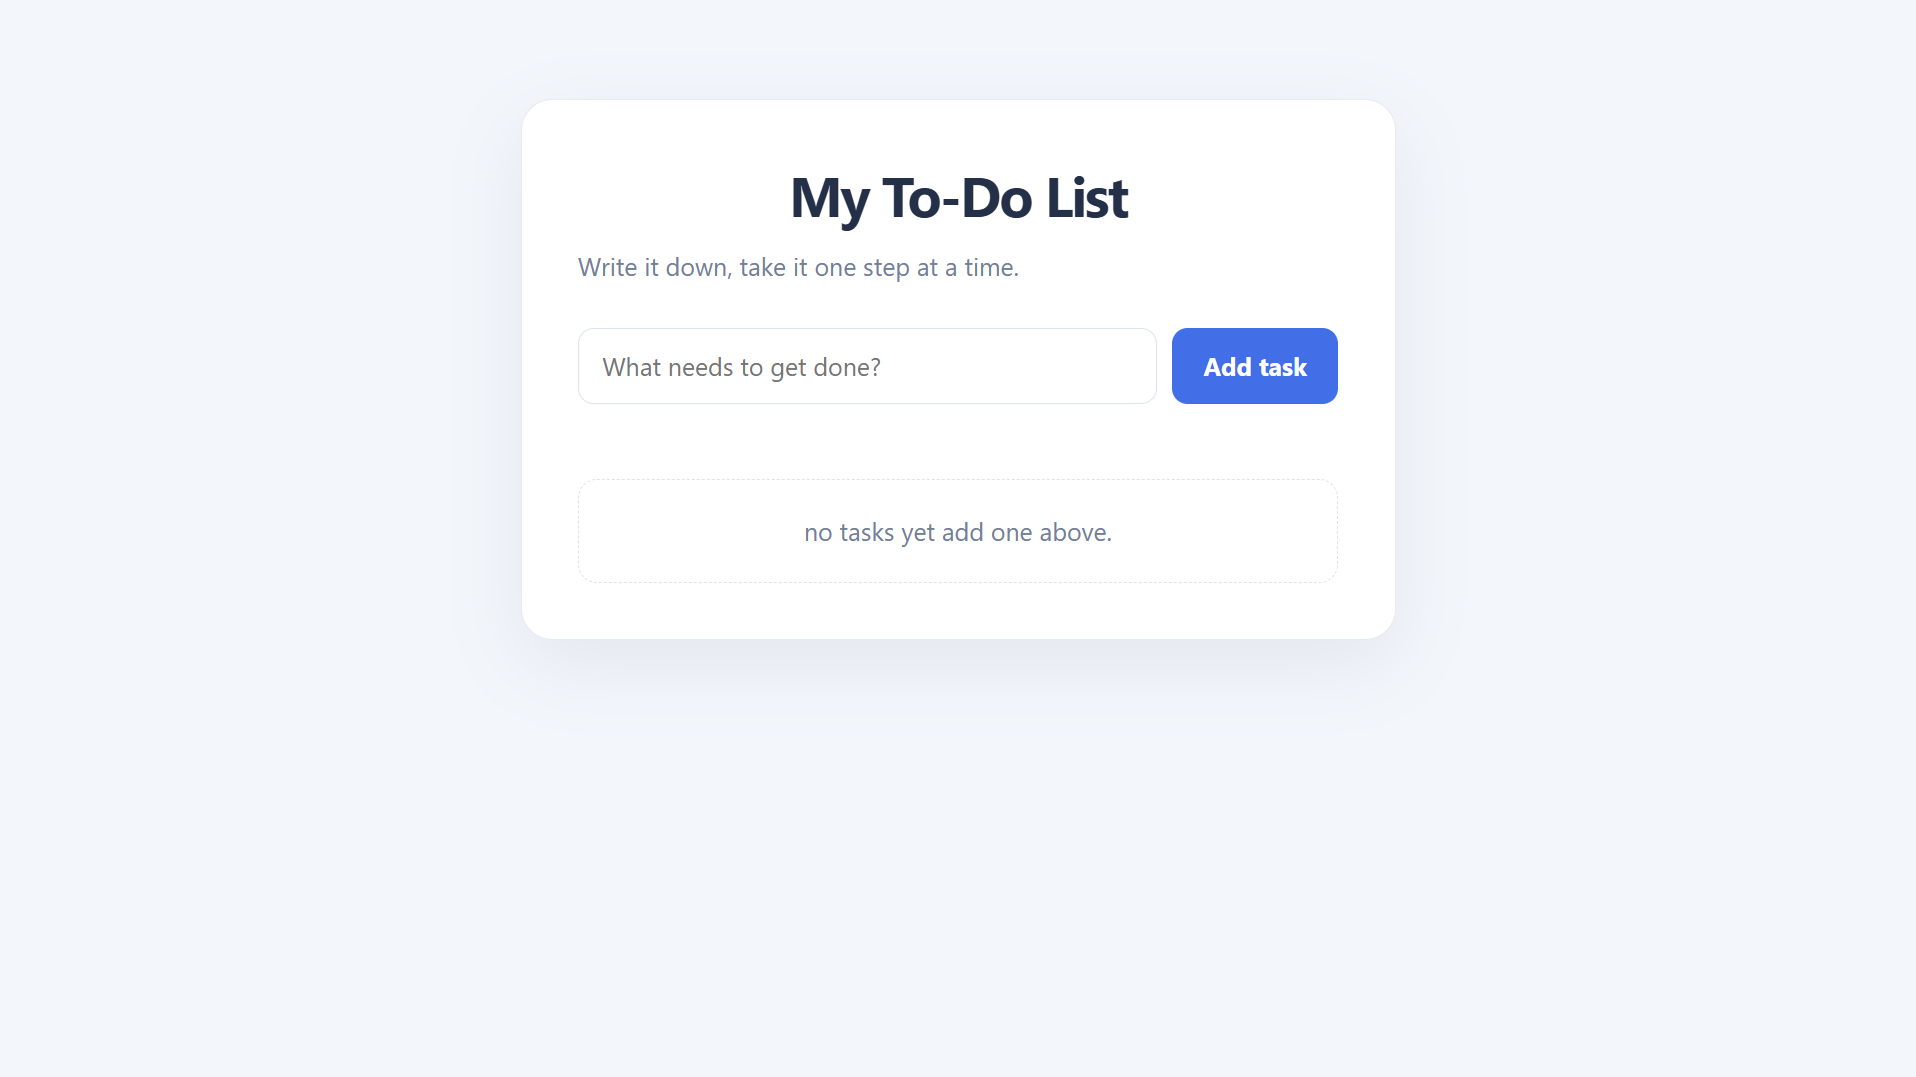 My To-Do List
Write it down, take it one step at a time.
What needs to get done?
Add task
no tasks yet add one above.